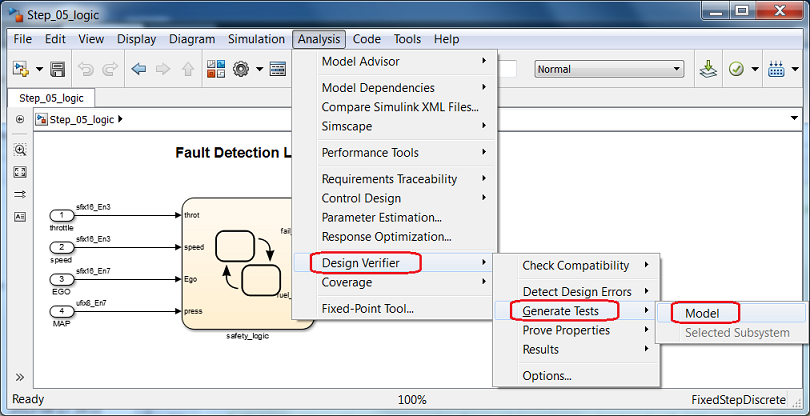 Step_05_logic
File Edit View Display Diagram Simulation Analysis Code Tools Help
Normal
Step_05_logic
Step_05_logic
Model Advisor
Model Dependencies
Compare Simulink XML Files...
Simscape
Performance Tools
Requirements Traceability
Control Design
Parameter Estimation...
Response Optimization...
Design Verifier
Coverage
Fixed-Point Tool...
Check Compatibility
Detect Design Errors
Generate Tests
Prove Properties
Results
Options...
Model
Selected Subsystem
Fault Detection L
sfix16_En3
1
throttle
throt
sfix16_En3
2
speed
speed
sfix16_En7
3
EGO
Ego
ufix8_En7
4
MAP
press
fail
fuel_
safety_logic
Ready 100% FixedStepDiscrete